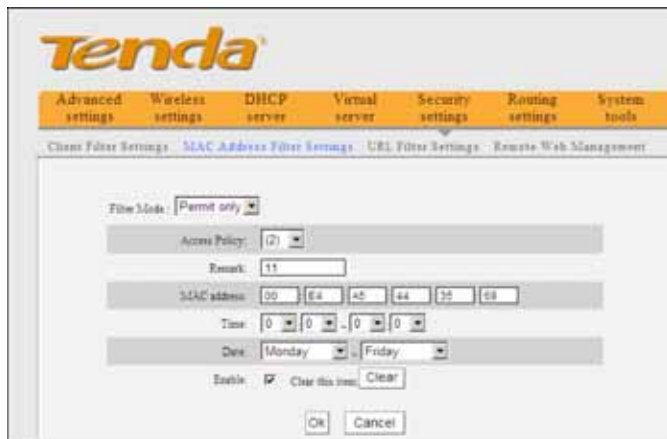 Tenda
Advanced settings Wireless settings DHCP server Virtual server Security settings Routing settings System tools
Client Filter Settings MAC Address Filter Settings URL Filter Settings Remote Web Management
Filter Mode: Permit only
Access Policy: (2)
Remark: 11
MAC address: 00 : E4 : 45 : 44 : 35 : 69
Time: 0 : 0 ~ 0 : 0
Date: Monday ~ Friday
Enable: Clear this item: Clear
Ok Cancel